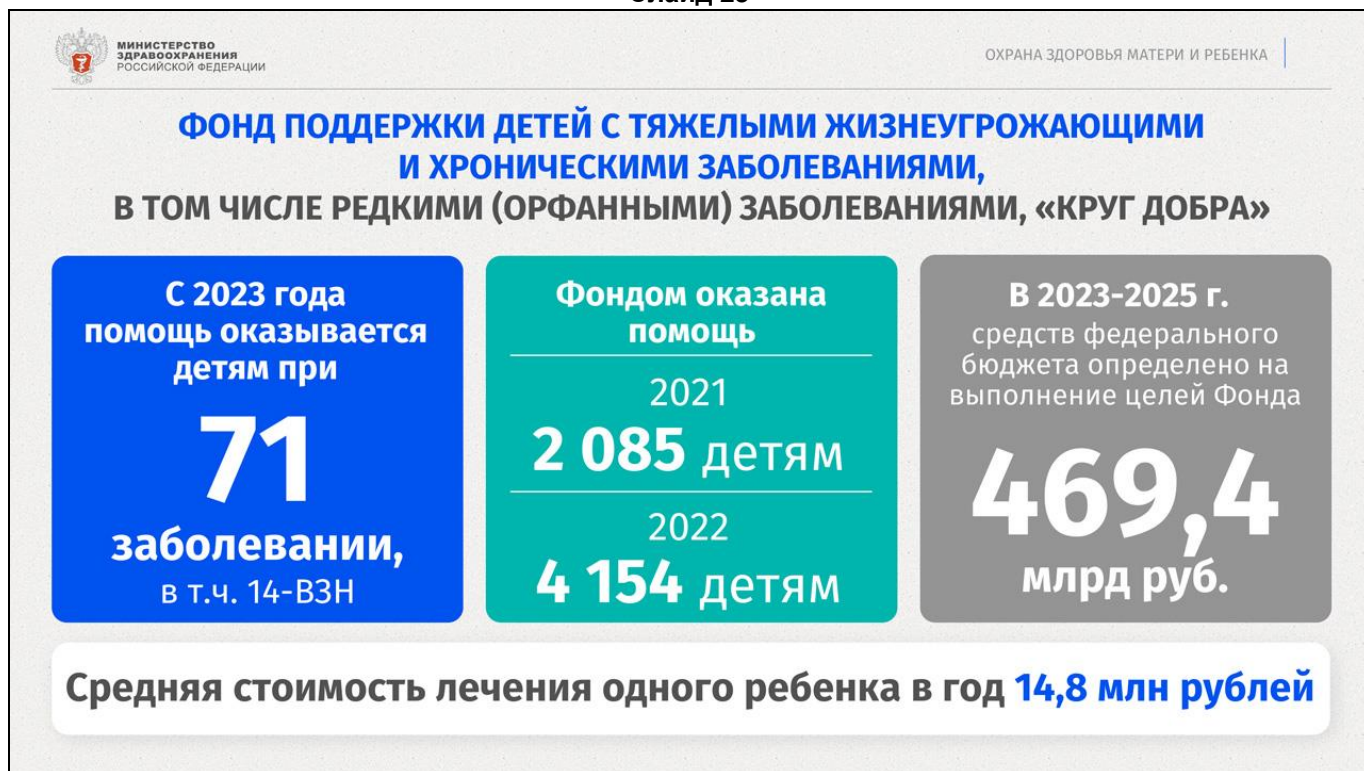 МИНИСТЕРСТВО
ЗДРАВООХРАНЕНИЯ
РОССИЙСКОЙ ФЕДЕРАЦИИ
ОХРАНА ЗДОРОВЬЯ МАТЕРИ И РЕБЕНКА
ФОНД ПОДДЕРЖКИ ДЕТЕЙ С ТЯЖЕЛЫМИ ЖИЗНЕУГРОЖАЮЩИМИ
И ХРОНИЧЕСКИМИ ЗАБОЛЕВАНИЯМИ,
В ТОМ ЧИСЛЕ РЕДКИМИ (ОРФАННЫМИ) ЗАБОЛЕВАНИЯМИ, «КРУГ ДОБРА»
С 2023 года
помощь оказывается
детям при
71
заболевании,
в т.ч. 14-ВЗН
Фондом оказана
помощь
2021
2 085 детям
2022
4 154 детям
В 2023-2025 г.
средств федерального
бюджета определено на
выполнение целей Фонда
469,4
млрд руб.
Средняя стоимость лечения одного ребенка в год 14,8 млн рублей